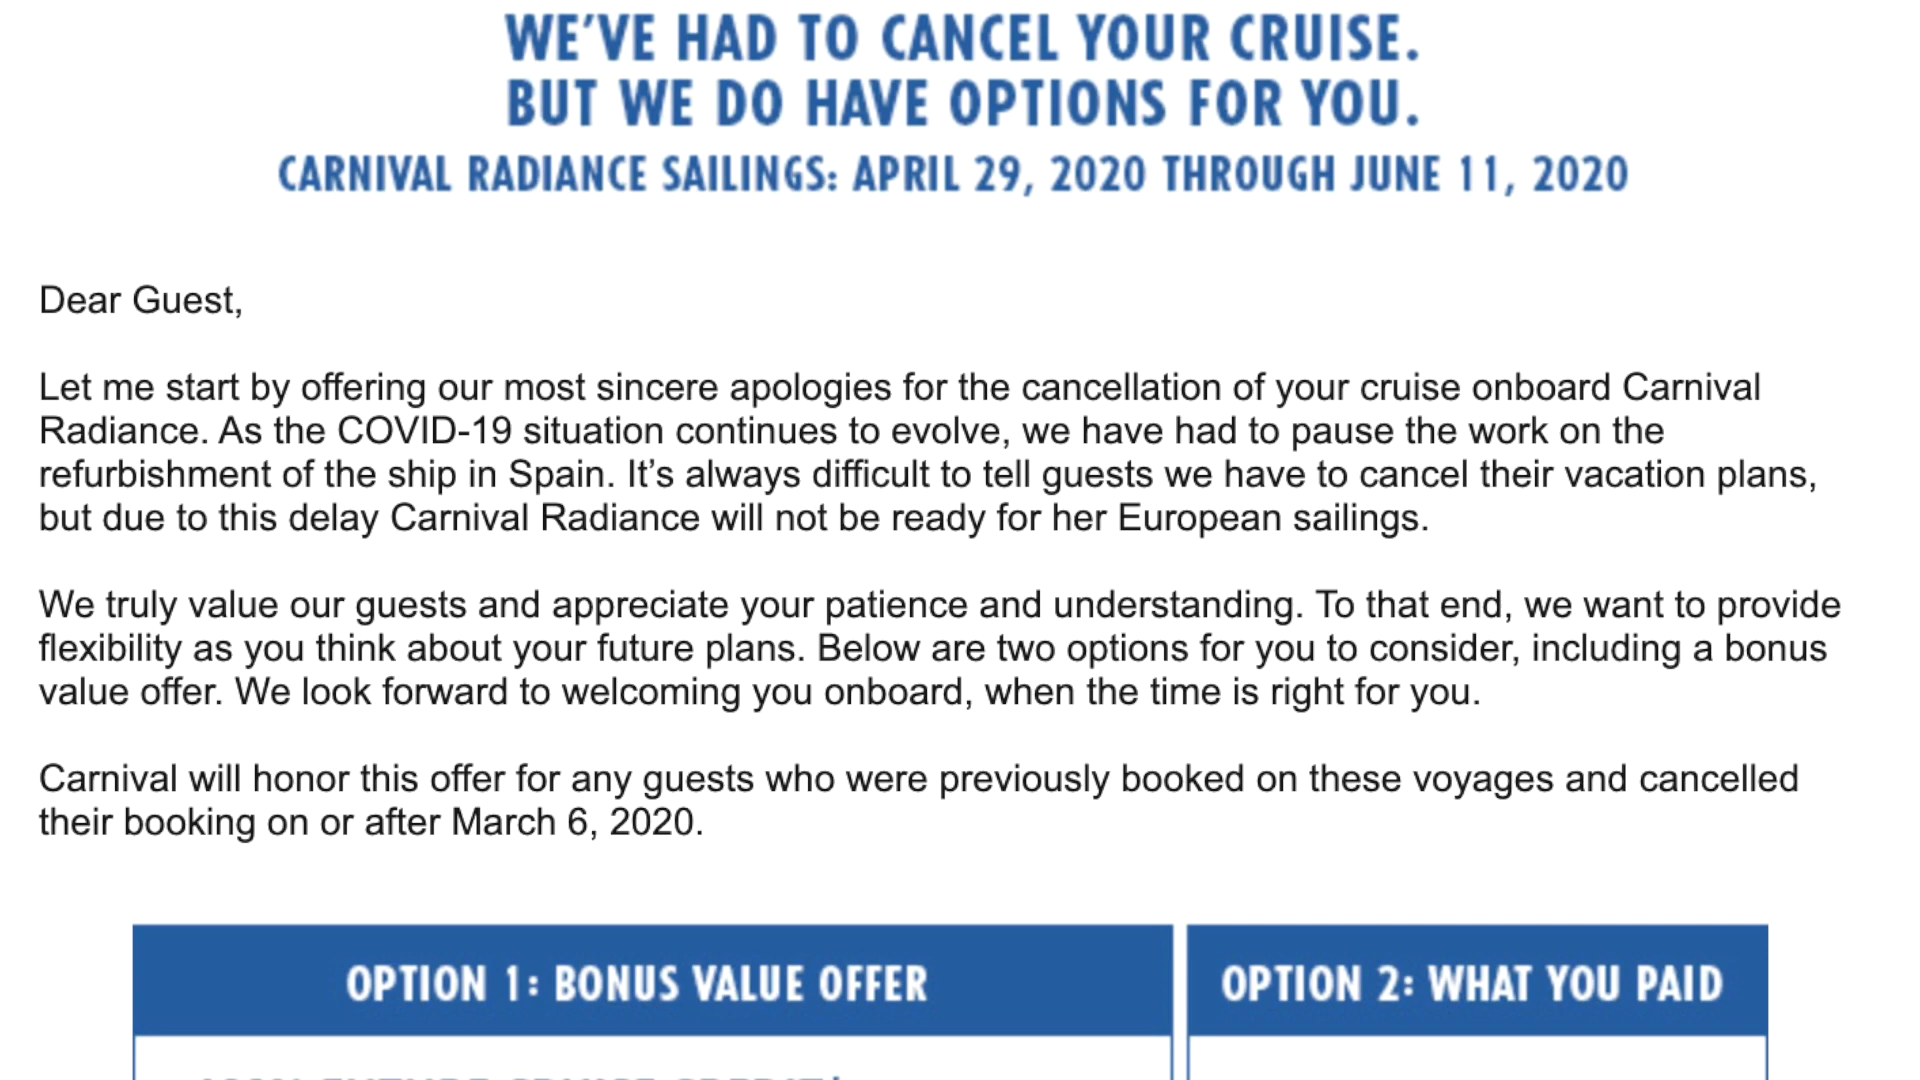 WE’VE HAD TO CANCEL YOUR CRUISE.
BUT WE DO HAVE OPTIONS FOR YOU.
CARNIVAL RADIANCE SAILINGS: APRIL 29, 2020 THROUGH JUNE 11, 2020
Dear Guest,
Let me start by offering our most sincere apologies for the cancellation of your cruise onboard Carnival
Radiance. As the COVID-19 situation continues to evolve, we have had to pause the work on the
refurbishment of the ship in Spain. It’s always difficult to tell guests we have to cancel their vacation plans,
but due to this delay Carnival Radiance will not be ready for her European sailings.
We truly value our guests and appreciate your patience and understanding. To that end, we want to provide
flexibility as you think about your future plans. Below are two options for you to consider, including a bonus
value offer. We look forward to welcoming you onboard, when the time is right for you.
Carnival will honor this offer for any guests who were previously booked on these voyages and cancelled
their booking on or after March 6, 2020.
OPTION 1: BONUS VALUE OFFER
OPTION 2: WHAT YOU PAID